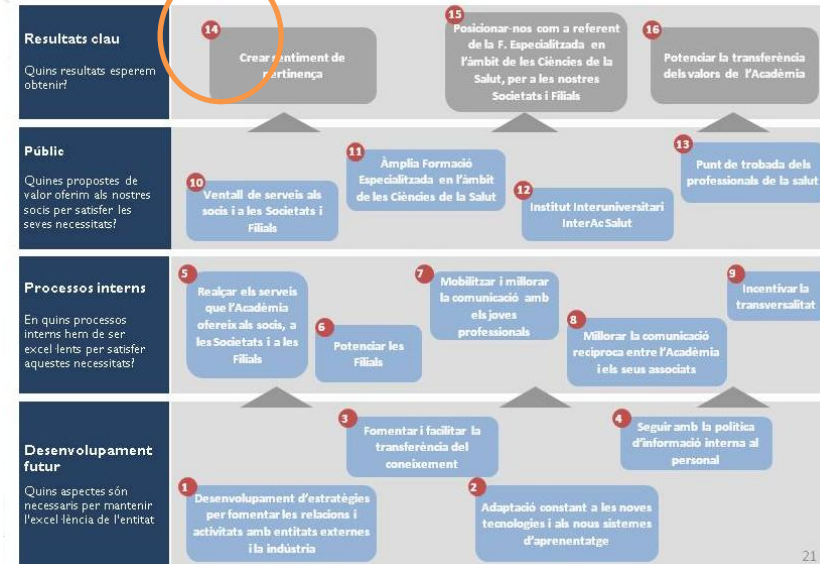 Resultats clau
Quins resultats esperem
obtenir?
14
Crear sentiment de
pertinença
15
Posicionar-nos com a referent
de la F. Especialitzada en
l'àmbit de les Ciències de la
Salut, per a les nostres
Societats i Filials
16
Potenciar la transferència
dels valors de l'Acadèmia
Públic
Quines propostes de
valor oferim als nostres
socis per satisfer les
seves necessitats?
10
Ventall de serveis als
socis i a les Societats i
Filials
11
Àmplia Formació
Especialitzada en l'àmbit
de les Ciències de la Salut
12
Institut Interuniversitari
InterAc Salut
13
Punt de trobada dels
professionals de la salut
Processos interns
En quins processos
interns hem de ser
excel·lents per satisfer
aquestes necessitats?
5
Realçar els serveis
que l'Acadèmia
ofereix als socis, a
les Societats i a les
Filials
6
Potenciar les
Filials
7
Mobilitzar i millorar
la comunicació amb
els joves
professionals
8
Millorar la comunicació
reciproca entre l'Acadèmia
i els seus associats
9
Incentivar la
transversalitat
Desenvolupament
futur
Quins aspectes són
necessaris per mantenir
l'excel·lència de l'entitat
1
Desenvolupament d'estratègies
per fomentar les relacions i
activitats amb entitats externes
i la indústria
3
Fomentar i facilitar la
transferència del
coneixement
2
Adaptació constant a les noves
tecnologies i als nous sistemes
d'aprenentatge
4
Seguir amb la política
d'informació interna al
personal
21